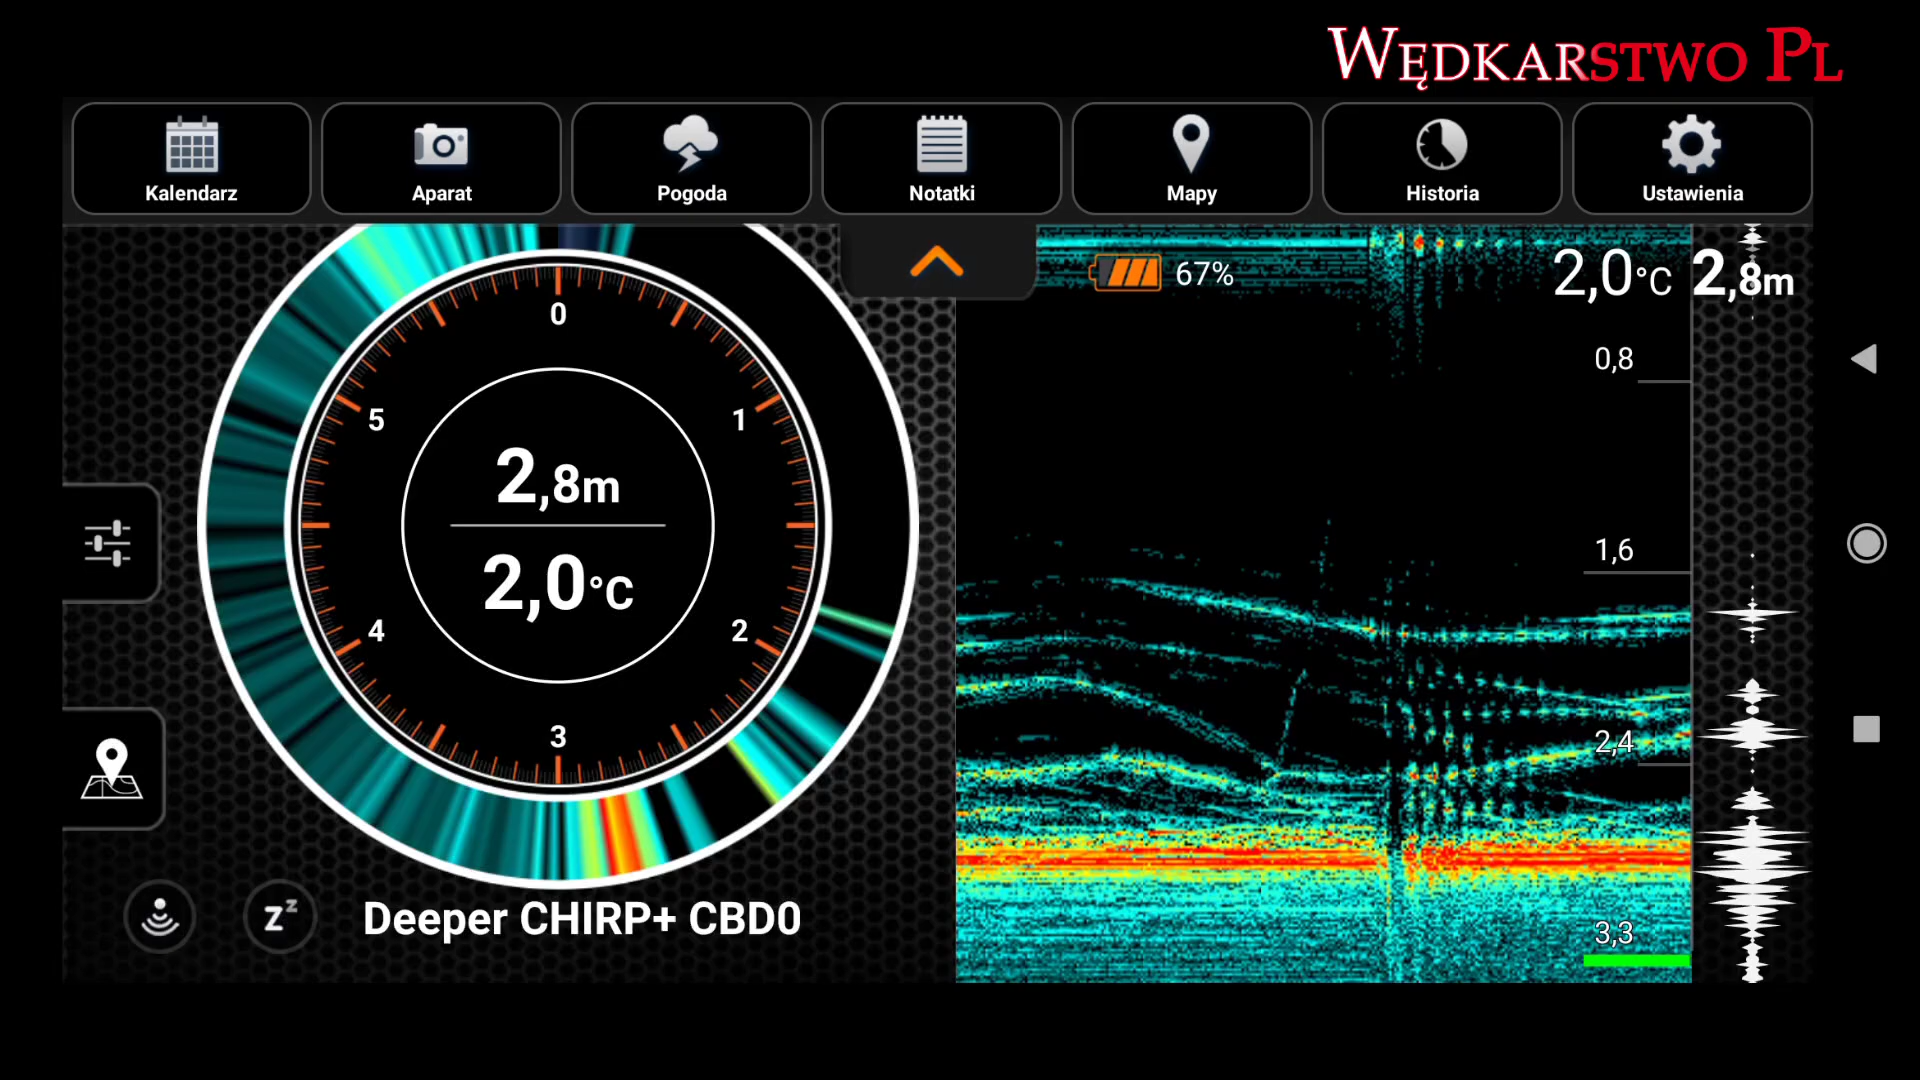 WĘDKARSTWO PL
Kalendarz
Aparat
Pogoda
Notatki
Mapy
Historia
Ustawienia
67%
2,0°C 2,8m
0
1
2
3
4
5
2,8m
2,0°C
0,8
1,6
2,4
3,3
zz
Deeper CHIRP+ CBD0